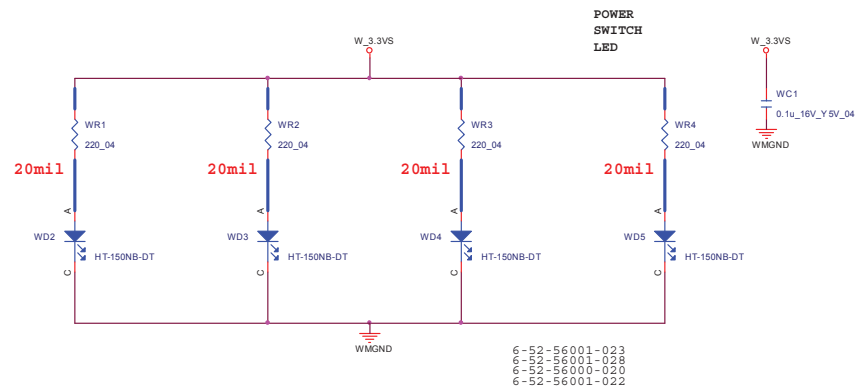 POWER
SWITCH
LED
W_3.3VS
W_3.3VS
WR1
220_04
WR2
220_04
WR3
220_04
WR4
220_04
WC1
0.1u_16V_Y5V_04
WMGND
20mil
20mil
20mil
20mil
A
A
A
A
WD2
WD3
WD4
WD5
HT-150NB-DT
HT-150NB-DT
HT-150NB-DT
HT-150NB-DT
C
C
C
C
WMGND
6-52-56001-023
6-52-56001-028
6-52-56000-020
6-52-56001-022